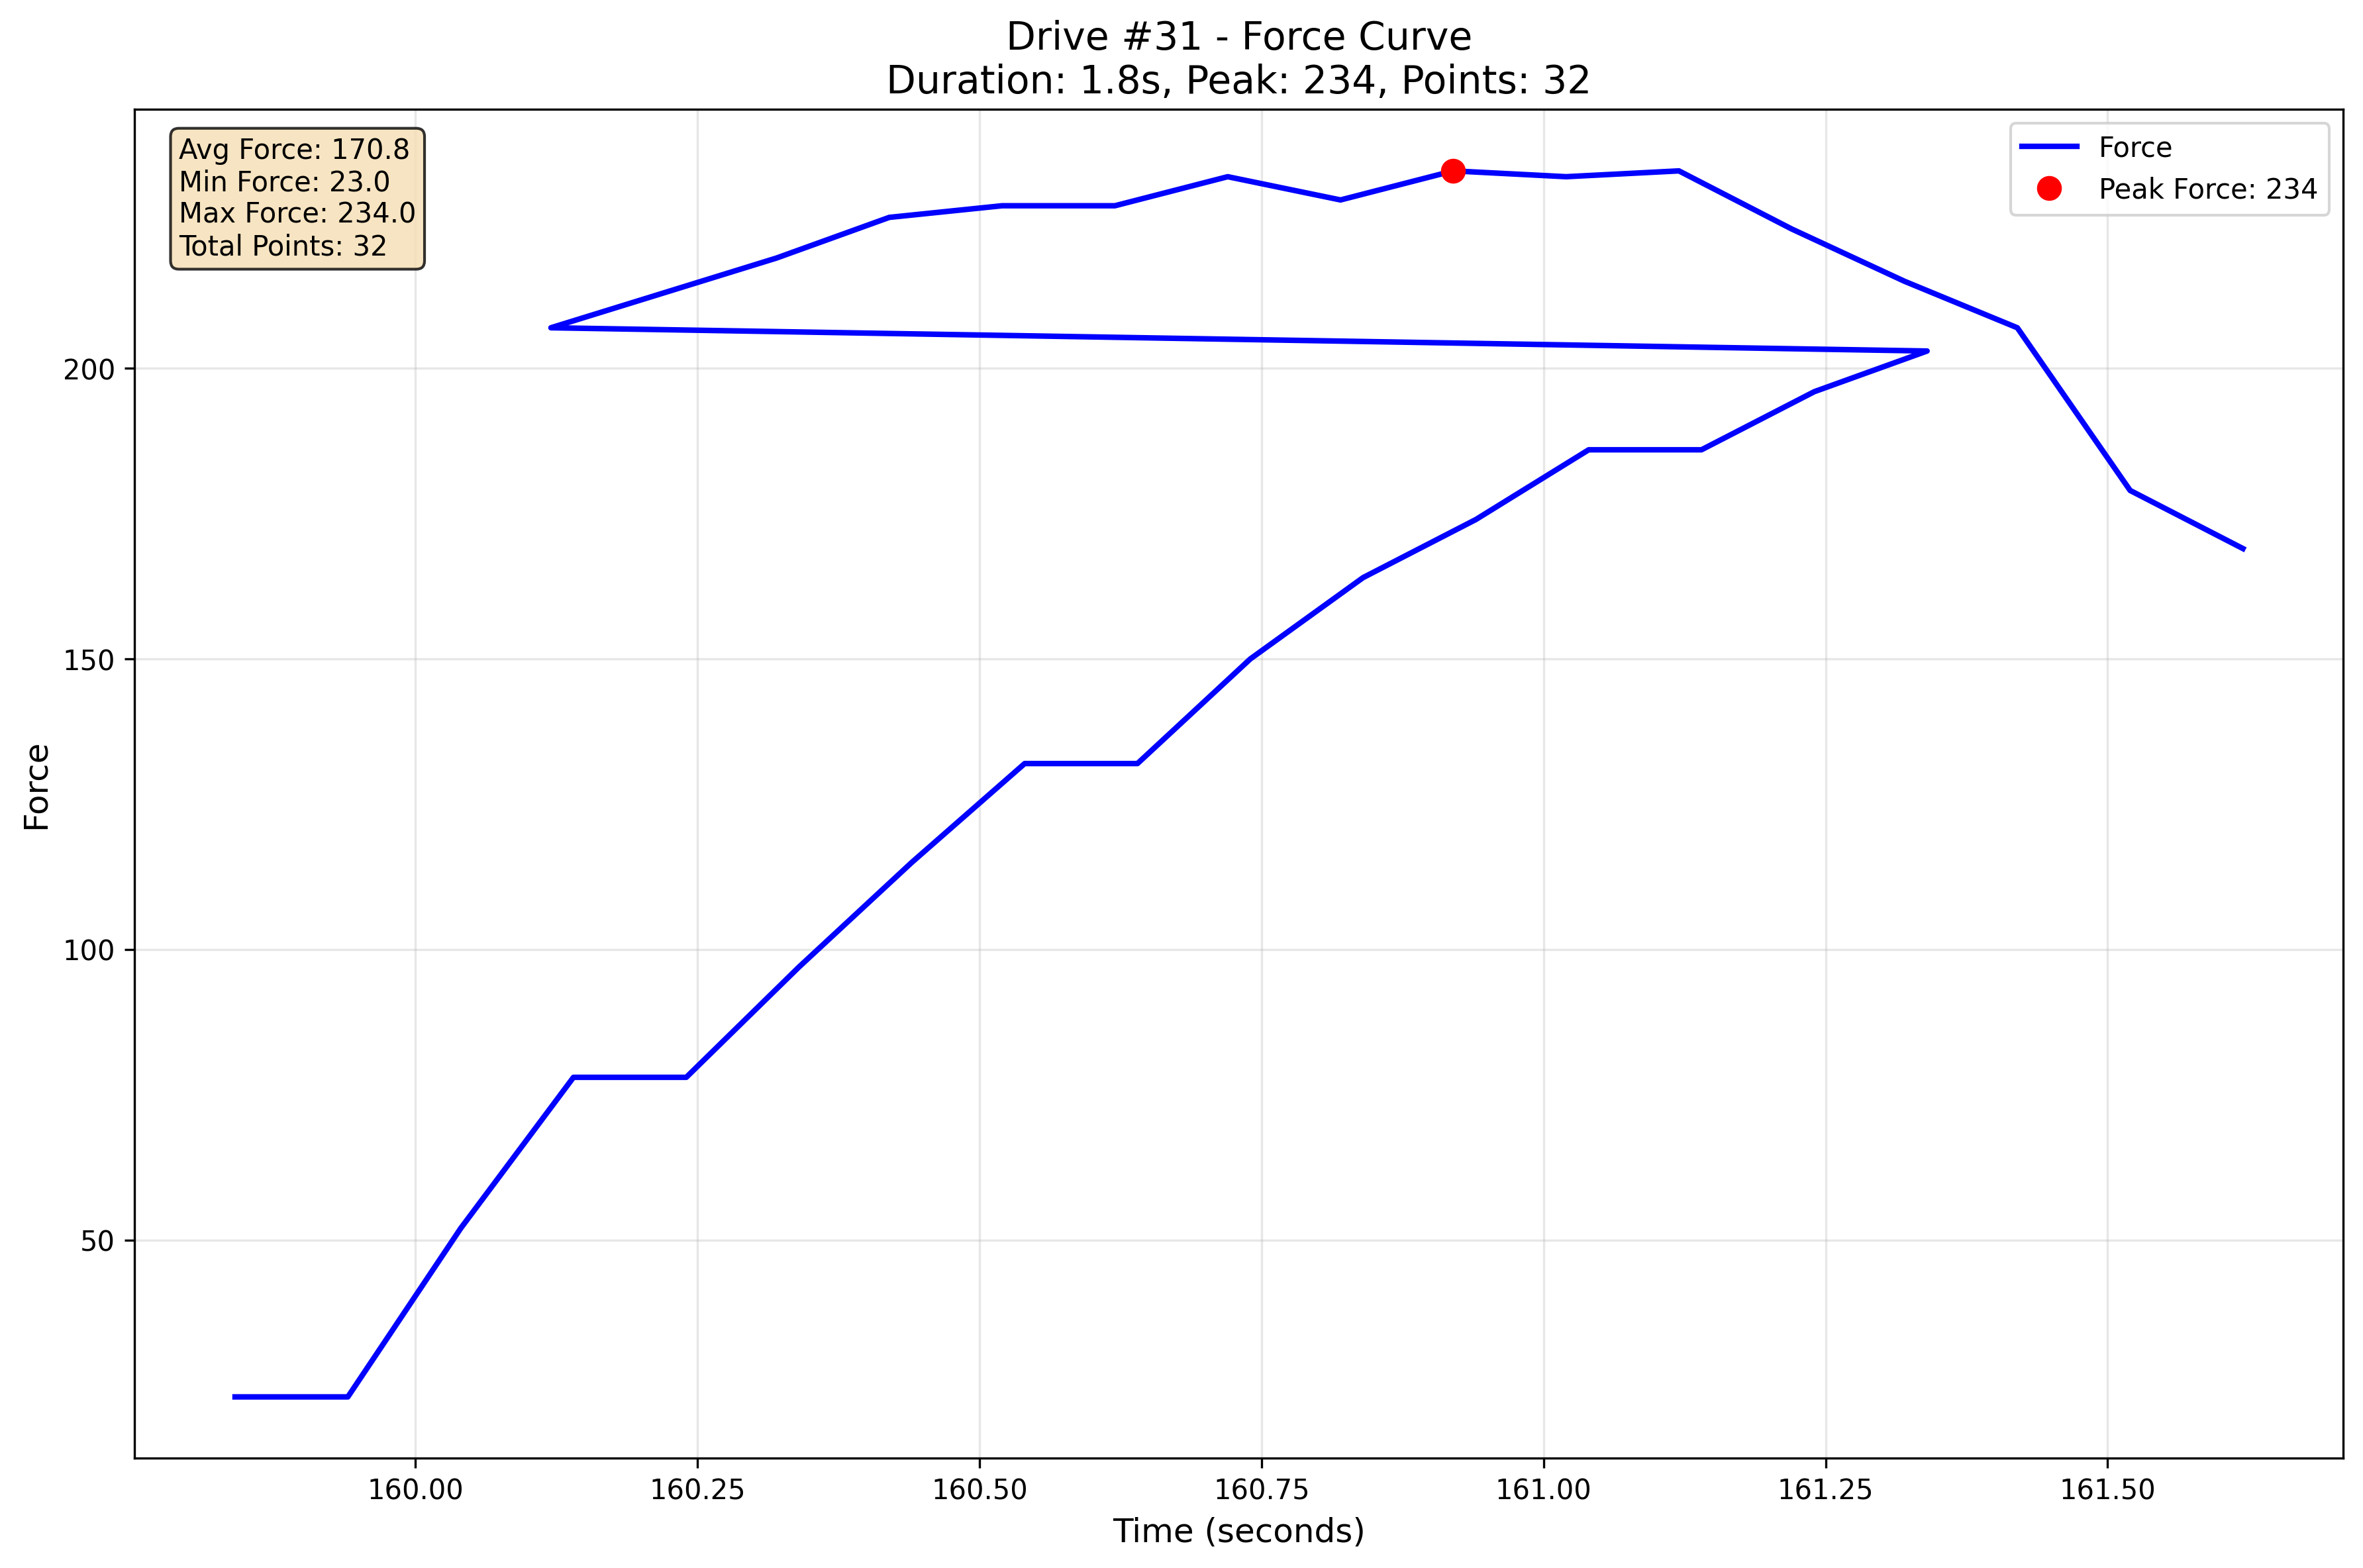 Drive #31 - Force Curve
Duration: 1.8s, Peak: 234, Points: 32
Avg Force: 170.8
Min Force: 23.0
Max Force: 234.0
Total Points: 32
Force
Peak Force: 234
200
150
100
50
Force
160.00 160.25 160.50 160.75 161.00 161.25 161.50
Time (seconds)